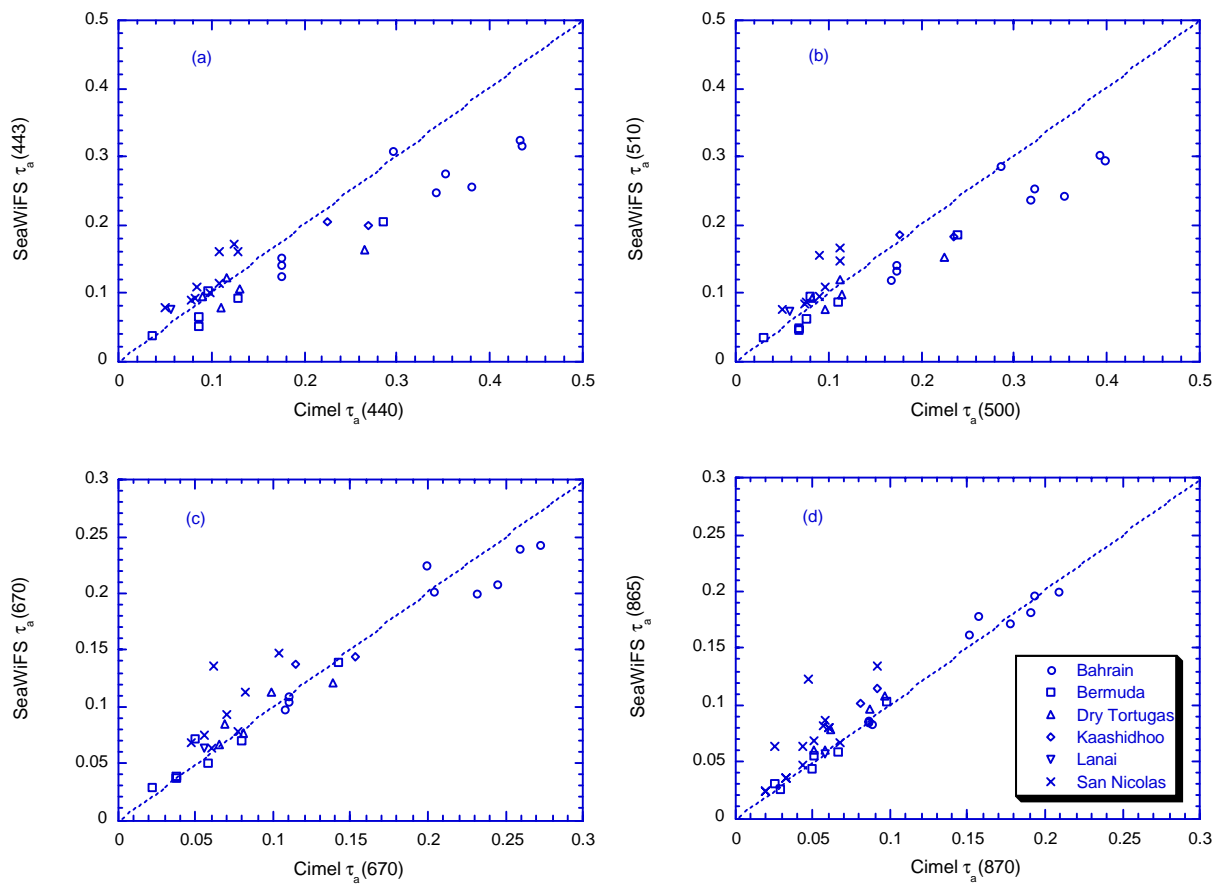 0.5
0.4
0.3
0.2
0.1
0
0
0.1
0.2
0.3
0.4
0.5
(a)
SeaWiFS τa(443)
Cimel τa(440)
0.5
0.4
0.3
0.2
0.1
0
0
0.1
0.2
0.3
0.4
0.5
(b)
SeaWiFS τa(510)
Cimel τa(500)
0.3
0.25
0.2
0.15
0.1
0.05
0
0
0.05
0.1
0.15
0.2
0.25
0.3
(c)
SeaWiFS τa(670)
Cimel τa(670)
0.3
0.25
0.2
0.15
0.1
0.05
0
0
0.05
0.1
0.15
0.2
0.25
0.3
(d)
SeaWiFS τa(865)
Cimel τa(870)
Bahrain
Bermuda
Dry Tortugas
Kaashidhoo
Lanai
San Nicolas